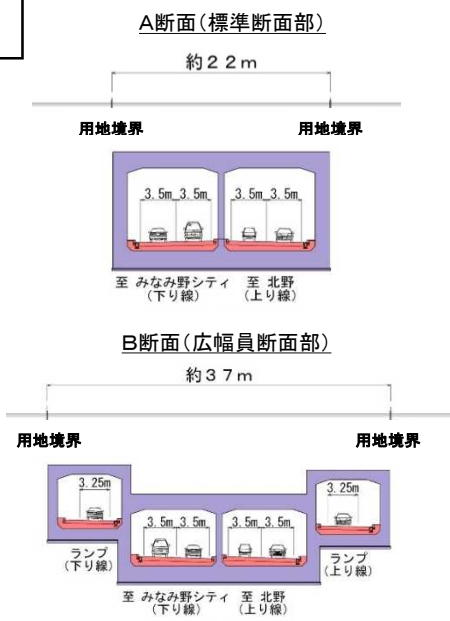 A断面(標準断面部)
約22m
用地境界 用地境界
3.5m 3.5m 3.5m 3.5m
至 みなみ野シティ 至 北野
(下り線) (上り線)
B断面(広幅員断面部)
約37m
用地境界 用地境界
3.25m 3.25m
3.5m 3.5m 3.5m 3.5m
ランプ ランプ
(下り線) (上り線)
至 みなみ野シティ 至 北野
(下り線) (上り線)